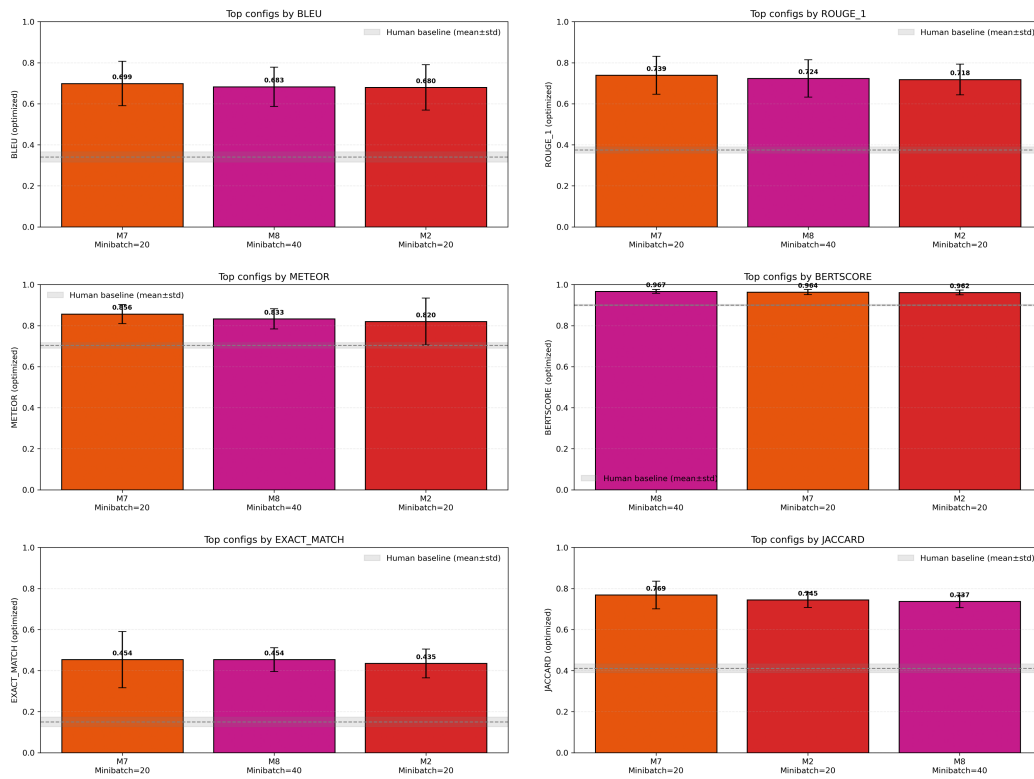 Top configs by BLEU
Human baseline (mean±std)
BLEU (optimized)
1.0
0.8
0.6
0.4
0.2
0.0
0.699
0.683
0.680
M7
Minibatch=20
M8
Minibatch=40
M2
Minibatch=20
Top configs by ROUGE_1
Human baseline (mean±std)
ROUGE_1 (optimized)
1.0
0.8
0.6
0.4
0.2
0.0
0.739
0.724
0.718
M7
Minibatch=20
M8
Minibatch=40
M2
Minibatch=20
Top configs by METEOR
Human baseline (mean±std)
METEOR (optimized)
1.0
0.8
0.6
0.4
0.2
0.0
0.856
0.833
0.820
M7
Minibatch=20
M8
Minibatch=40
M2
Minibatch=20
Top configs by BERTSCORE
BERTSCORE (optimized)
1.0
0.8
0.6
0.4
0.2
0.0
0.967
0.964
0.962
Human baseline (mean±std)
M8
Minibatch=40
M7
Minibatch=20
M2
Minibatch=20
Top configs by EXACT_MATCH
Human baseline (mean±std)
EXACT_MATCH (optimized)
1.0
0.8
0.6
0.4
0.2
0.0
0.454
0.454
0.435
M7
Minibatch=20
M8
Minibatch=40
M2
Minibatch=20
Top configs by JACCARD
Human baseline (mean±std)
JACCARD (optimized)
1.0
0.8
0.6
0.4
0.2
0.0
0.769
0.745
0.737
M7
Minibatch=20
M2
Minibatch=20
M8
Minibatch=40